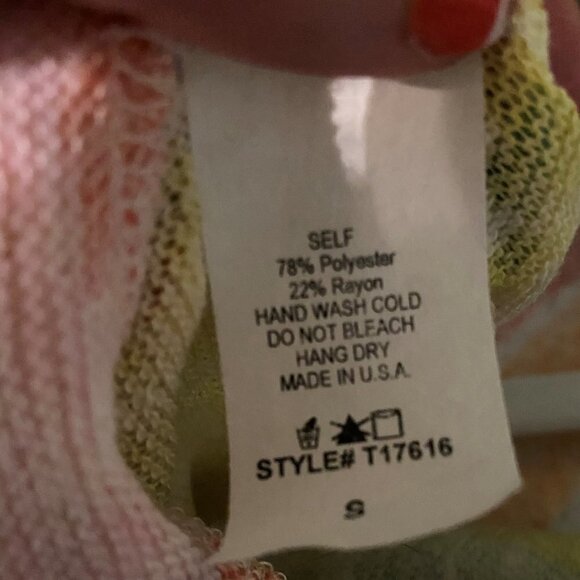 SELF
78% Polyester
22% Rayon
HAND WASH COLD
DO NOT BLEACH
HANG DRY
MADE IN U.S.A.
STYLE# T17616
S